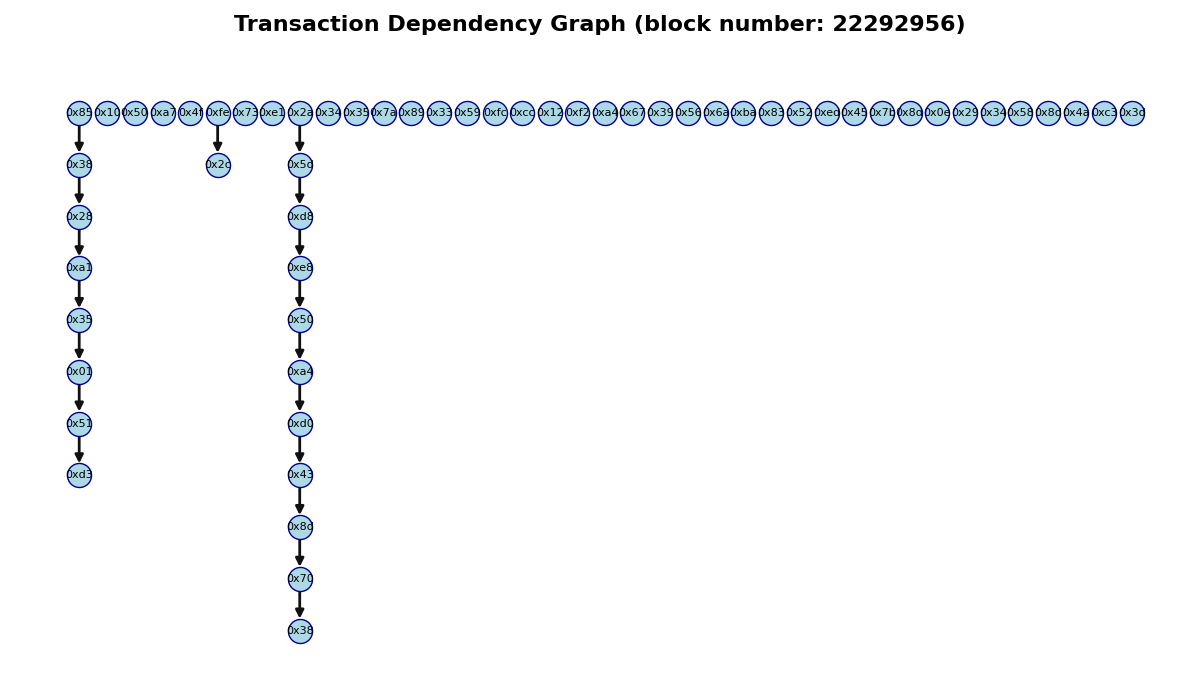 Transaction Dependency Graph (block number: 22292956)
0x85 0x10 0x50 0xa7 0x4f 0xfe 0x73 0xe1 0x2a 0x34 0x35 0x7a 0x89 0x33 0x59 0xfc 0xcc 0x12 0xf2 0xa4 0x67 0x39 0x56 0x6a 0xba 0x83 0x52 0xed 0x45 0x7b 0x8d 0x0e 0x29 0x34 0x58 0x8d 0x4a 0xc3 0x3d
0x38 0x2c 0x5d
0x28 0xd8
0xa1 0xe8
0x35 0x50
0x01 0xa4
0x51 0xd0
0xd3 0x43
0x8d
0x70
0x38